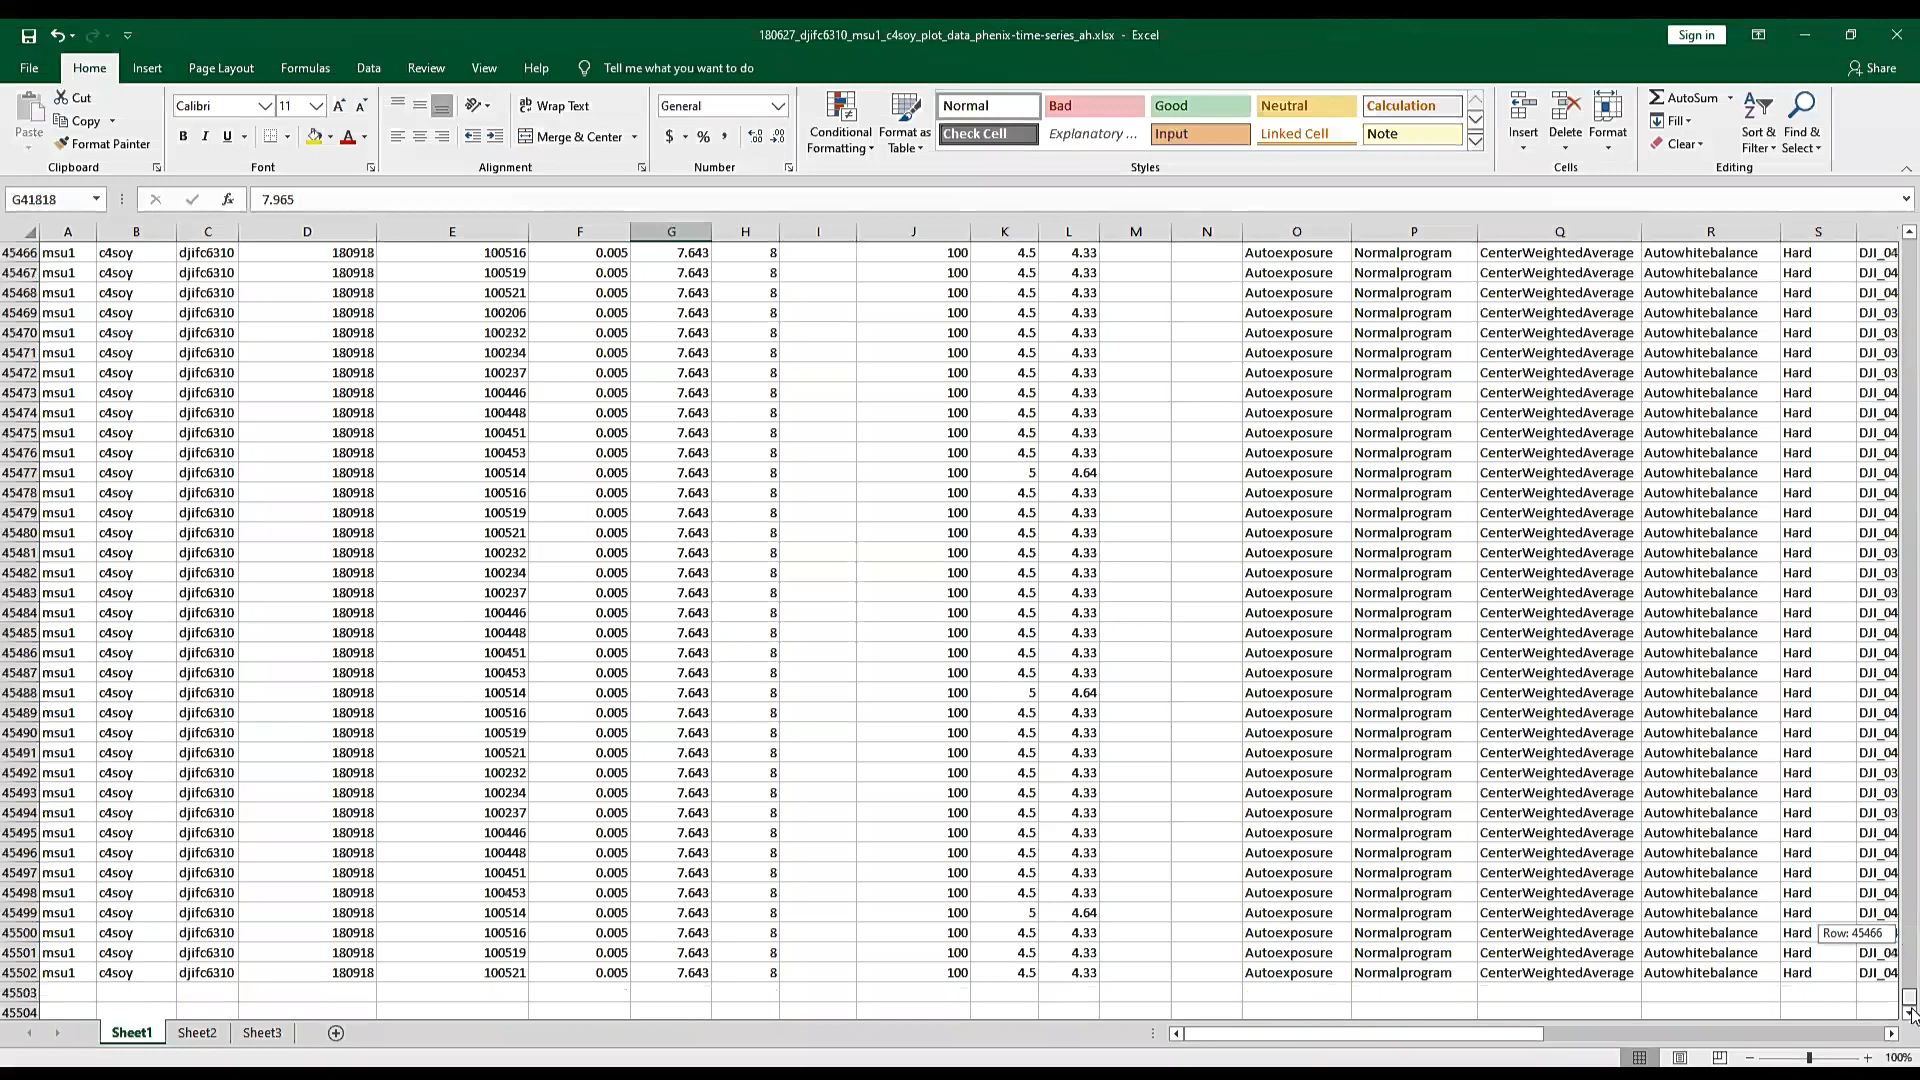 180627_djifc6310_msu1_c4soy_plot_data_phenix-time-series_ah.xlsx - Excel
Sign in
File Home Insert Page Layout Formulas Data Review View Help Tell me what you want to do Share
Paste Cut Copy Format Painter Clipboard
Calibri 11 B I U A Font
Wrap Text Merge & Center Alignment
General $ % , Number
Conditional Formatting Format as Table
Normal Bad Good Neutral Calculation
Check Cell Explanatory ... Input Linked Cell Note
Styles
Insert Delete Format Cells
AutoSum Fill Clear Sort & Filter Find & Select Editing
G41818 fx 7.965
A B C D E F G H I J K L M N O P Q R S
45466 msu1 c4soy djifc6310 180918 100516 0.005 7.643 8 100 4.5 4.33 Autoexposure Normalprogram CenterWeightedAverage Autowhitebalance Hard DJI_04
45467 msu1 c4soy djifc6310 180918 100519 0.005 7.643 8 100 4.5 4.33 Autoexposure Normalprogram CenterWeightedAverage Autowhitebalance Hard DJI_04
45468 msu1 c4soy djifc6310 180918 100521 0.005 7.643 8 100 4.5 4.33 Autoexposure Normalprogram CenterWeightedAverage Autowhitebalance Hard DJI_04
45469 msu1 c4soy djifc6310 180918 100206 0.005 7.643 8 100 4.5 4.33 Autoexposure Normalprogram CenterWeightedAverage Autowhitebalance Hard DJI_03
45470 msu1 c4soy djifc6310 180918 100232 0.005 7.643 8 100 4.5 4.33 Autoexposure Normalprogram CenterWeightedAverage Autowhitebalance Hard DJI_03
45471 msu1 c4soy djifc6310 180918 100234 0.005 7.643 8 100 4.5 4.33 Autoexposure Normalprogram CenterWeightedAverage Autowhitebalance Hard DJI_03
45472 msu1 c4soy djifc6310 180918 100237 0.005 7.643 8 100 4.5 4.33 Autoexposure Normalprogram CenterWeightedAverage Autowhitebalance Hard DJI_03
45473 msu1 c4soy djifc6310 180918 100446 0.005 7.643 8 100 4.5 4.33 Autoexposure Normalprogram CenterWeightedAverage Autowhitebalance Hard DJI_04
45474 msu1 c4soy djifc6310 180918 100448 0.005 7.643 8 100 4.5 4.33 Autoexposure Normalprogram CenterWeightedAverage Autowhitebalance Hard DJI_04
45475 msu1 c4soy djifc6310 180918 100451 0.005 7.643 8 100 4.5 4.33 Autoexposure Normalprogram CenterWeightedAverage Autowhitebalance Hard DJI_04
45476 msu1 c4soy djifc6310 180918 100453 0.005 7.643 8 100 4.5 4.33 Autoexposure Normalprogram CenterWeightedAverage Autowhitebalance Hard DJI_04
45477 msu1 c4soy djifc6310 180918 100514 0.005 7.643 8 100 5 4.64 Autoexposure Normalprogram CenterWeightedAverage Autowhitebalance Hard DJI_04
45478 msu1 c4soy djifc6310 180918 100516 0.005 7.643 8 100 4.5 4.33 Autoexposure Normalprogram CenterWeightedAverage Autowhitebalance Hard DJI_04
45479 msu1 c4soy djifc6310 180918 100519 0.005 7.643 8 100 4.5 4.33 Autoexposure Normalprogram CenterWeightedAverage Autowhitebalance Hard DJI_04
45480 msu1 c4soy djifc6310 180918 100521 0.005 7.643 8 100 4.5 4.33 Autoexposure Normalprogram CenterWeightedAverage Autowhitebalance Hard DJI_04
45481 msu1 c4soy djifc6310 180918 100232 0.005 7.643 8 100 4.5 4.33 Autoexposure Normalprogram CenterWeightedAverage Autowhitebalance Hard DJI_03
45482 msu1 c4soy djifc6310 180918 100234 0.005 7.643 8 100 4.5 4.33 Autoexposure Normalprogram CenterWeightedAverage Autowhitebalance Hard DJI_03
45483 msu1 c4soy djifc6310 180918 100237 0.005 7.643 8 100 4.5 4.33 Autoexposure Normalprogram CenterWeightedAverage Autowhitebalance Hard DJI_03
45484 msu1 c4soy djifc6310 180918 100446 0.005 7.643 8 100 4.5 4.33 Autoexposure Normalprogram CenterWeightedAverage Autowhitebalance Hard DJI_04
45485 msu1 c4soy djifc6310 180918 100448 0.005 7.643 8 100 4.5 4.33 Autoexposure Normalprogram CenterWeightedAverage Autowhitebalance Hard DJI_04
45486 msu1 c4soy djifc6310 180918 100451 0.005 7.643 8 100 4.5 4.33 Autoexposure Normalprogram CenterWeightedAverage Autowhitebalance Hard DJI_04
45487 msu1 c4soy djifc6310 180918 100453 0.005 7.643 8 100 4.5 4.33 Autoexposure Normalprogram CenterWeightedAverage Autowhitebalance Hard DJI_04
45488 msu1 c4soy djifc6310 180918 100514 0.005 7.643 8 100 5 4.64 Autoexposure Normalprogram CenterWeightedAverage Autowhitebalance Hard DJI_04
45489 msu1 c4soy djifc6310 180918 100516 0.005 7.643 8 100 4.5 4.33 Autoexposure Normalprogram CenterWeightedAverage Autowhitebalance Hard DJI_04
45490 msu1 c4soy djifc6310 180918 100519 0.005 7.643 8 100 4.5 4.33 Autoexposure Normalprogram CenterWeightedAverage Autowhitebalance Hard DJI_04
45491 msu1 c4soy djifc6310 180918 100521 0.005 7.643 8 100 4.5 4.33 Autoexposure Normalprogram CenterWeightedAverage Autowhitebalance Hard DJI_04
45492 msu1 c4soy djifc6310 180918 100232 0.005 7.643 8 100 4.5 4.33 Autoexposure Normalprogram CenterWeightedAverage Autowhitebalance Hard DJI_03
45493 msu1 c4soy djifc6310 180918 100234 0.005 7.643 8 100 4.5 4.33 Autoexposure Normalprogram CenterWeightedAverage Autowhitebalance Hard DJI_03
45494 msu1 c4soy djifc6310 180918 100237 0.005 7.643 8 100 4.5 4.33 Autoexposure Normalprogram CenterWeightedAverage Autowhitebalance Hard DJI_03
45495 msu1 c4soy djifc6310 180918 100446 0.005 7.643 8 100 4.5 4.33 Autoexposure Normalprogram CenterWeightedAverage Autowhitebalance Hard DJI_04
45496 msu1 c4soy djifc6310 180918 100448 0.005 7.643 8 100 4.5 4.33 Autoexposure Normalprogram CenterWeightedAverage Autowhitebalance Hard DJI_04
45497 msu1 c4soy djifc6310 180918 100451 0.005 7.643 8 100 4.5 4.33 Autoexposure Normalprogram CenterWeightedAverage Autowhitebalance Hard DJI_04
45498 msu1 c4soy djifc6310 180918 100453 0.005 7.643 8 100 4.5 4.33 Autoexposure Normalprogram CenterWeightedAverage Autowhitebalance Hard DJI_04
45499 msu1 c4soy djifc6310 180918 100514 0.005 7.643 8 100 5 4.64 Autoexposure Normalprogram CenterWeightedAverage Autowhitebalance Hard DJI_04
45500 msu1 c4soy djifc6310 180918 100516 0.005 7.643 8 100 4.5 4.33 Autoexposure Normalprogram CenterWeightedAverage Autowhitebalance Hard Row: 45466
45501 msu1 c4soy djifc6310 180918 100519 0.005 7.643 8 100 4.5 4.33 Autoexposure Normalprogram CenterWeightedAverage Autowhitebalance Hard DJI_04
45502 msu1 c4soy djifc6310 180918 100521 0.005 7.643 8 100 4.5 4.33 Autoexposure Normalprogram CenterWeightedAverage Autowhitebalance Hard DJI_04
45503
45504
Sheet1 Sheet2 Sheet3
100%